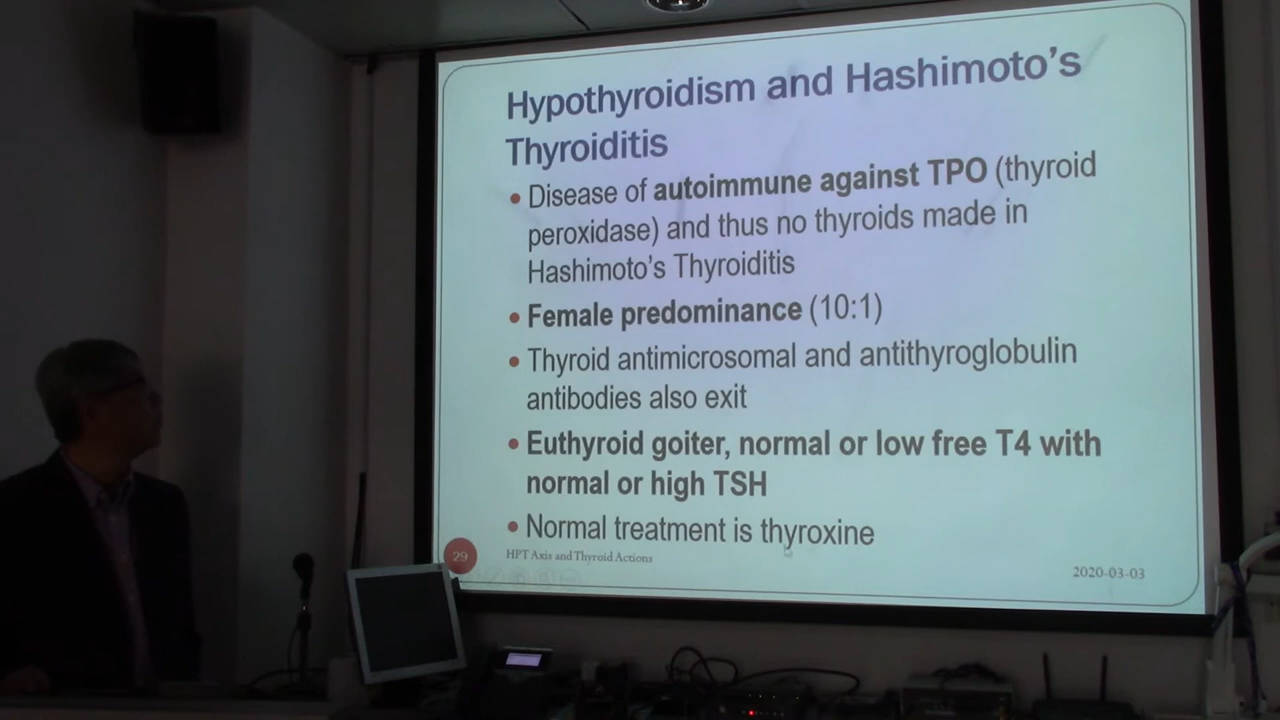 Hypothyroidism and Hashimoto's
Thyroiditis
• Disease of autoimmune against TPO (thyroid
peroxidase) and thus no thyroids made in
Hashimoto's Thyroiditis
• Female predominance (10:1)
• Thyroid antimicrosomal and antithyroglobulin
antibodies also exit
• Euthyroid goiter, normal or low free T4 with
normal or high TSH
• Normal treatment is thyroxine
29
HPT Axis and Thyroid Actions
2020-03-03